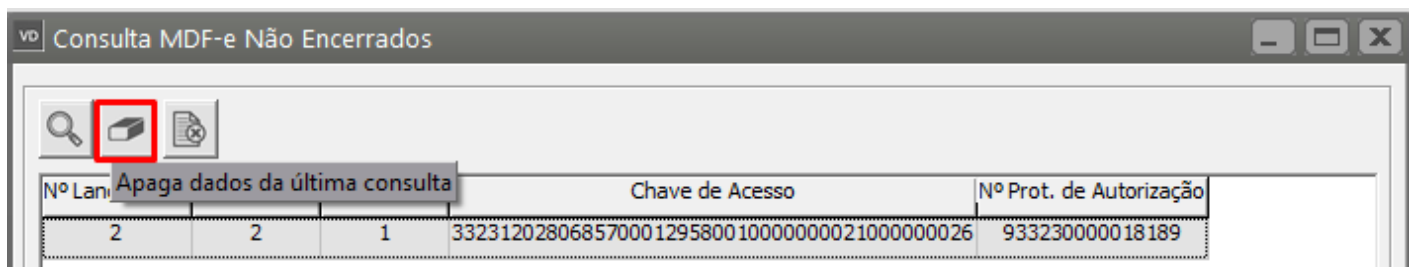 VD Consulta MDF-e Não Encerrados
Apaga dados da última consulta
Nº Lan Chave de Acesso Nº Prot. de Autorização
2 2 1 33231202806857000129580010000000021000000026 933230000018189